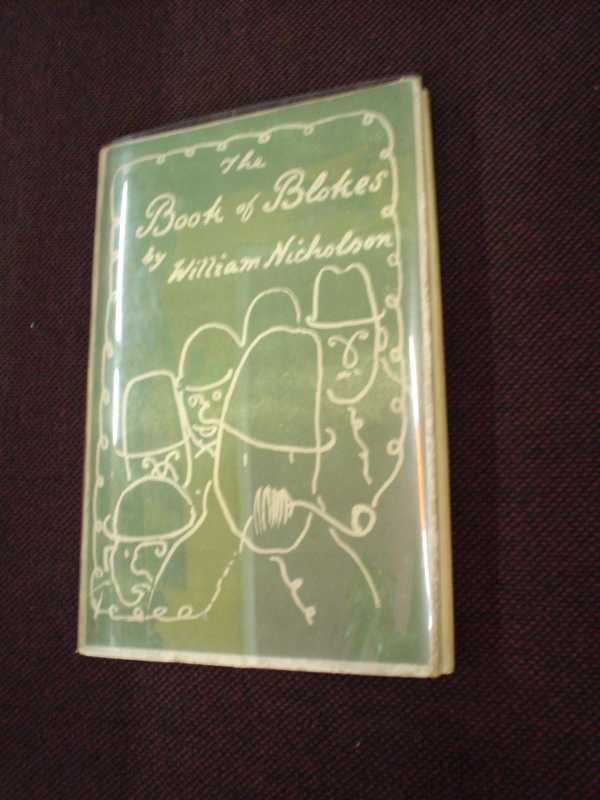 The
Book of Blokes
by William Nicholson